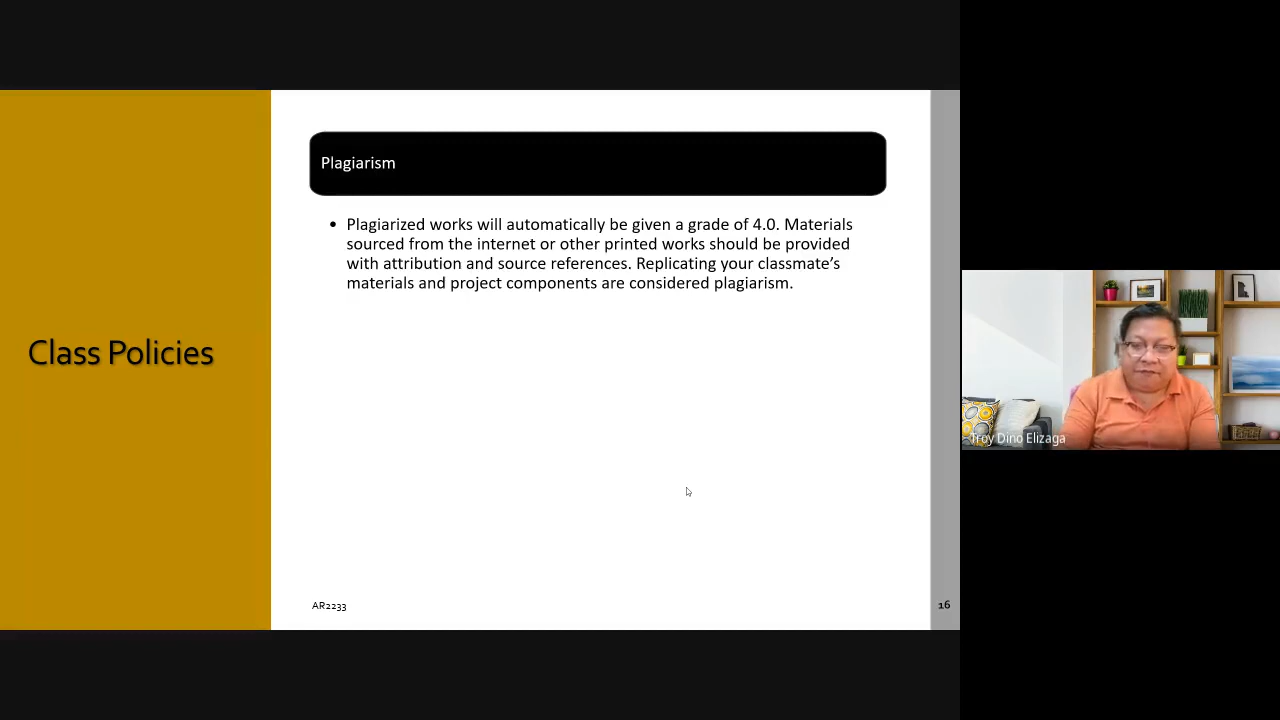 Class Policies
Plagiarism
• Plagiarized works will automatically be given a grade of 4.0. Materials
sourced from the internet or other printed works should be provided
with attribution and source references. Replicating your classmate's
materials and project components are considered plagiarism.
AR2233
16
Troy Dino Elizaga